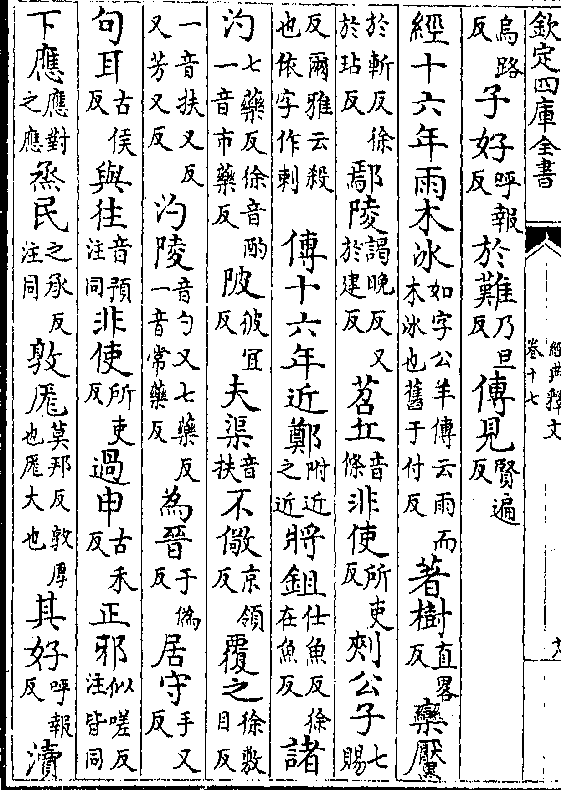 欽定四庫全書
經典釋文
卷十七
烏路反子好呼報反於難乃旦反傳見賢遍反
經十六年雨木冰如字公羊傳云雨而木冰也舊于付反著樹直畧反欒黶
於斬反徐於玷反鄢陵謁晚反又於建反苕丘音條非使所吏反刺公子七賜
反爾雅云殺也依字作刺傳十六年近鄭附近之近將鉏仕魚反徐在魚反諸
汋七藥反徐音酌一音市藥反陂彼冝反夫渠音扶不儆京領反覆之徐敷目反
一音扶又反又芳又反汋陵音勺又七藥反一音常藥反為晉于偽反居守手又反
句耳古侯反與往音預注同非使所吏反過申古禾反正邪似嗟反注皆同
下應應對之應烝民之承反注同敦厖莫邦反敦厚也厖大也其好呼報反瀆